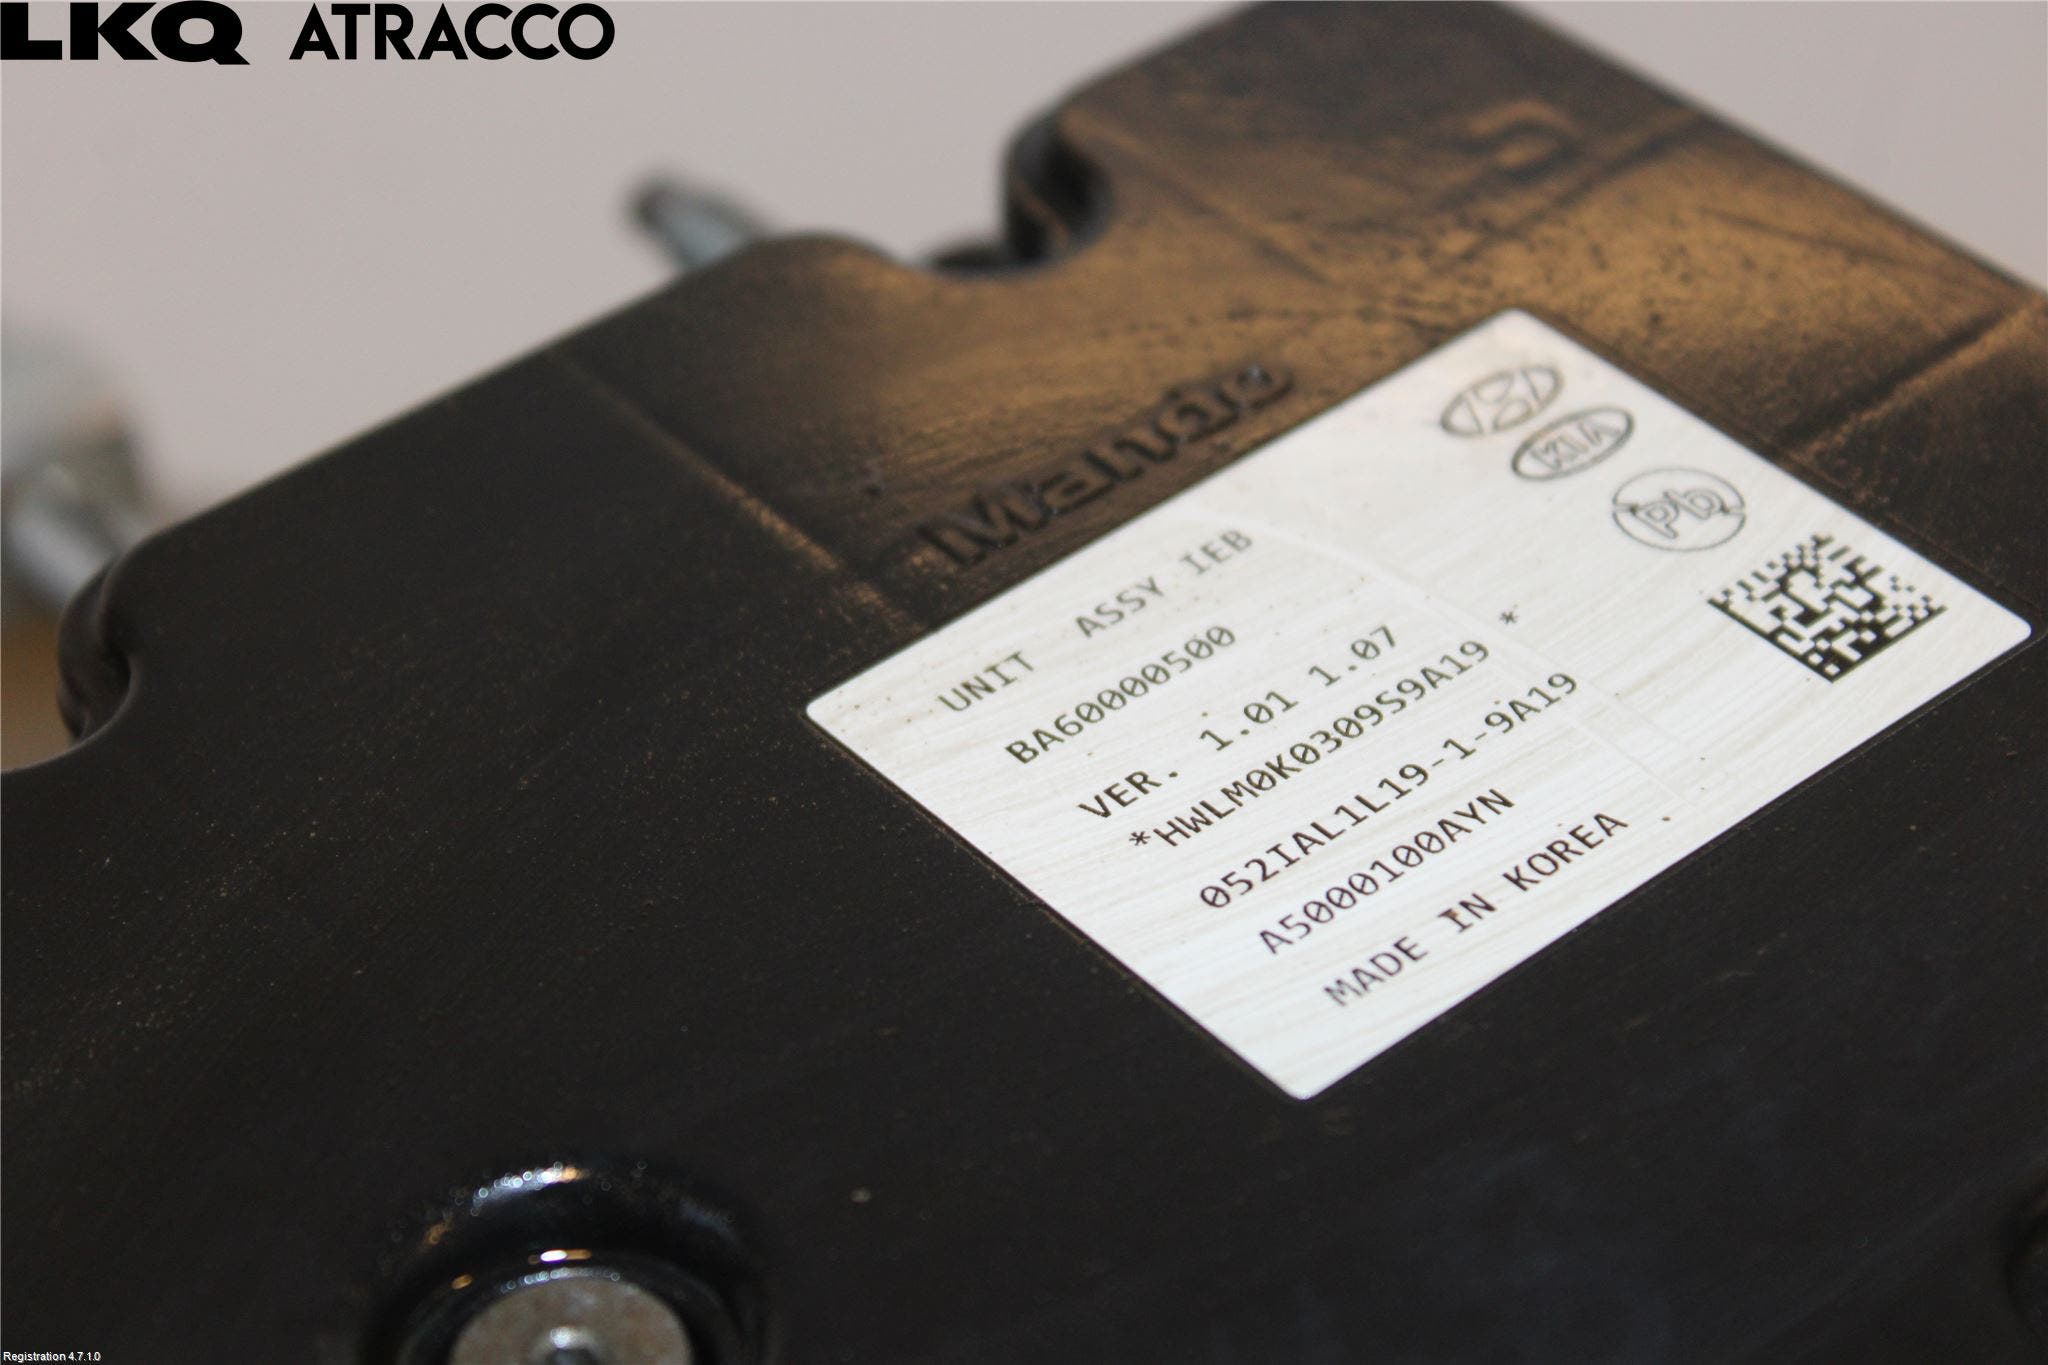 LKQ ATRACCO
Mando
KIA
Pb
UNIT ASSY IEB
BA60000500
VER. 1.01 1.07
*HWLM0K0309S9A19 *
052IAL1L19-1-9A19
A5000100AYN
MADE IN KOREA
Registration 4.7.1.0